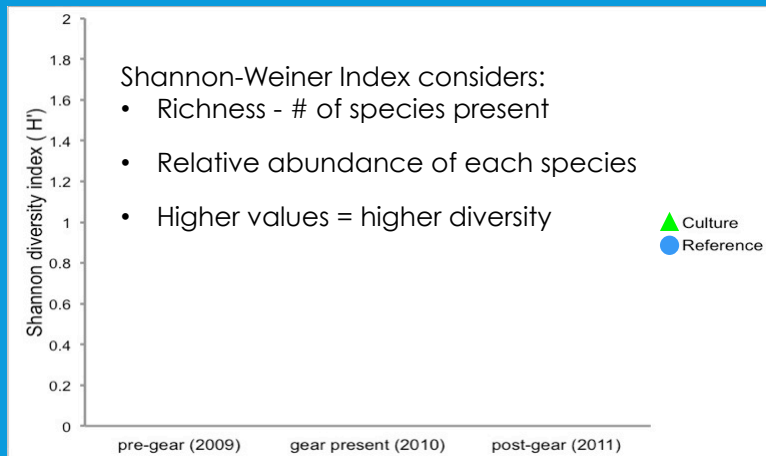 2
1.8
1.6
1.4
1.2
1
0.8
0.6
0.4
0.2
0
Shannon diversity index ( H')
Shannon-Weiner Index considers:
• Richness - # of species present
• Relative abundance of each species
• Higher values = higher diversity
Culture
Reference
pre-gear (2009) gear present (2010) post-gear (2011)